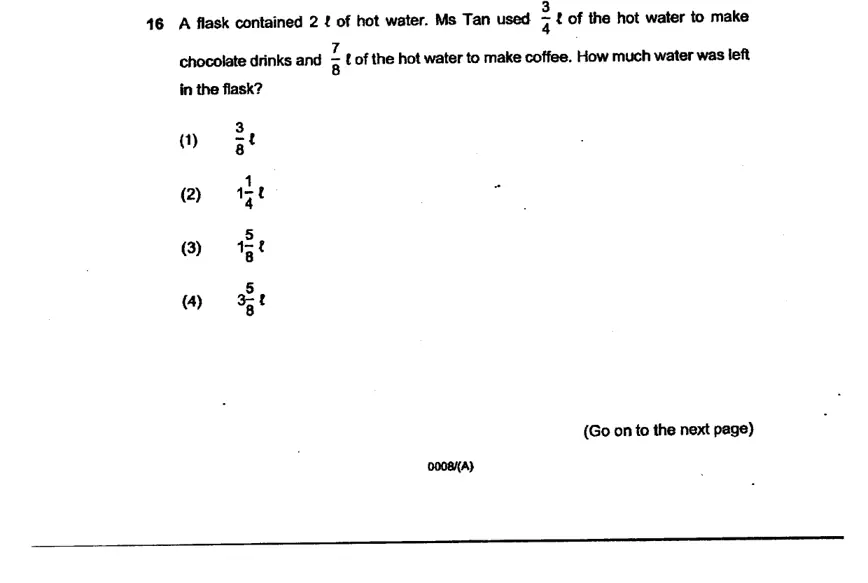 16 A flask contained 2 ℓ of hot water. Ms Tan used 3/4 ℓ of the hot water to make
chocolate drinks and 7/8 ℓ of the hot water to make coffee. How much water was left
in the flask?
(1) 3/8 ℓ
(2) 1 1/4 ℓ
(3) 1 5/8 ℓ
(4) 3 5/8 ℓ
(Go on to the next page)
0008/(A)